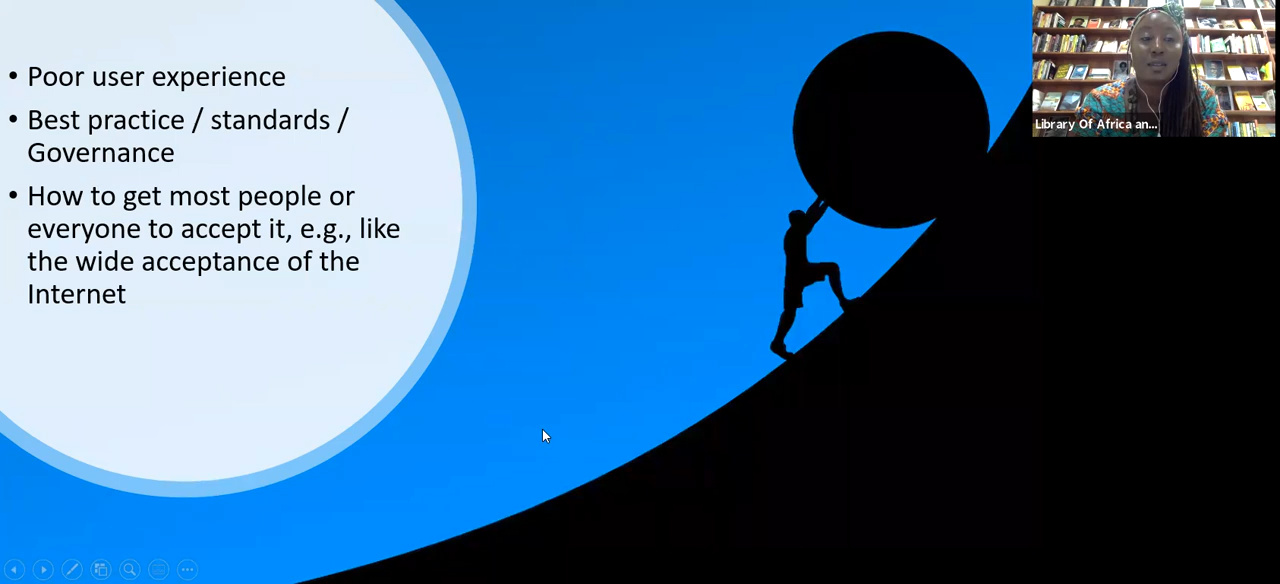 • Poor user experience
• Best practice / standards /
Governance
• How to get most people or
everyone to accept it, e.g., like
the wide acceptance of the
Internet
Library Of Africa an...